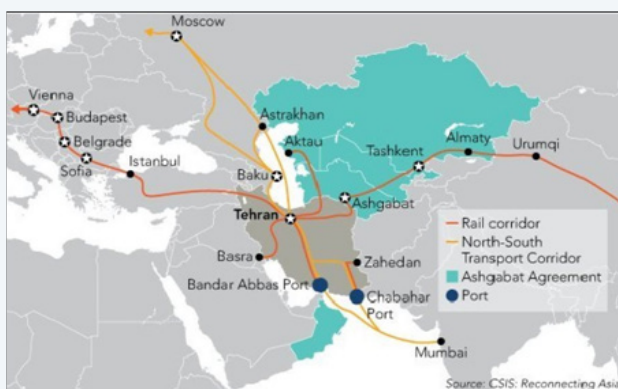 Moscow
Vienna
Budapest
Belgrade
Sofia
Istanbul
Astrakhan
Aktau
Baku
Tashkent
Almaty
Urumqi
Tehran
Ashgabat
Basra
Zahedan
Bandar Abbas Port
Chabahar
Port
Mumbai
Rail corridor
North-South
Transport Corridor
Ashgabat Agreement
Port
Source: CSIS: Reconnecting Asia